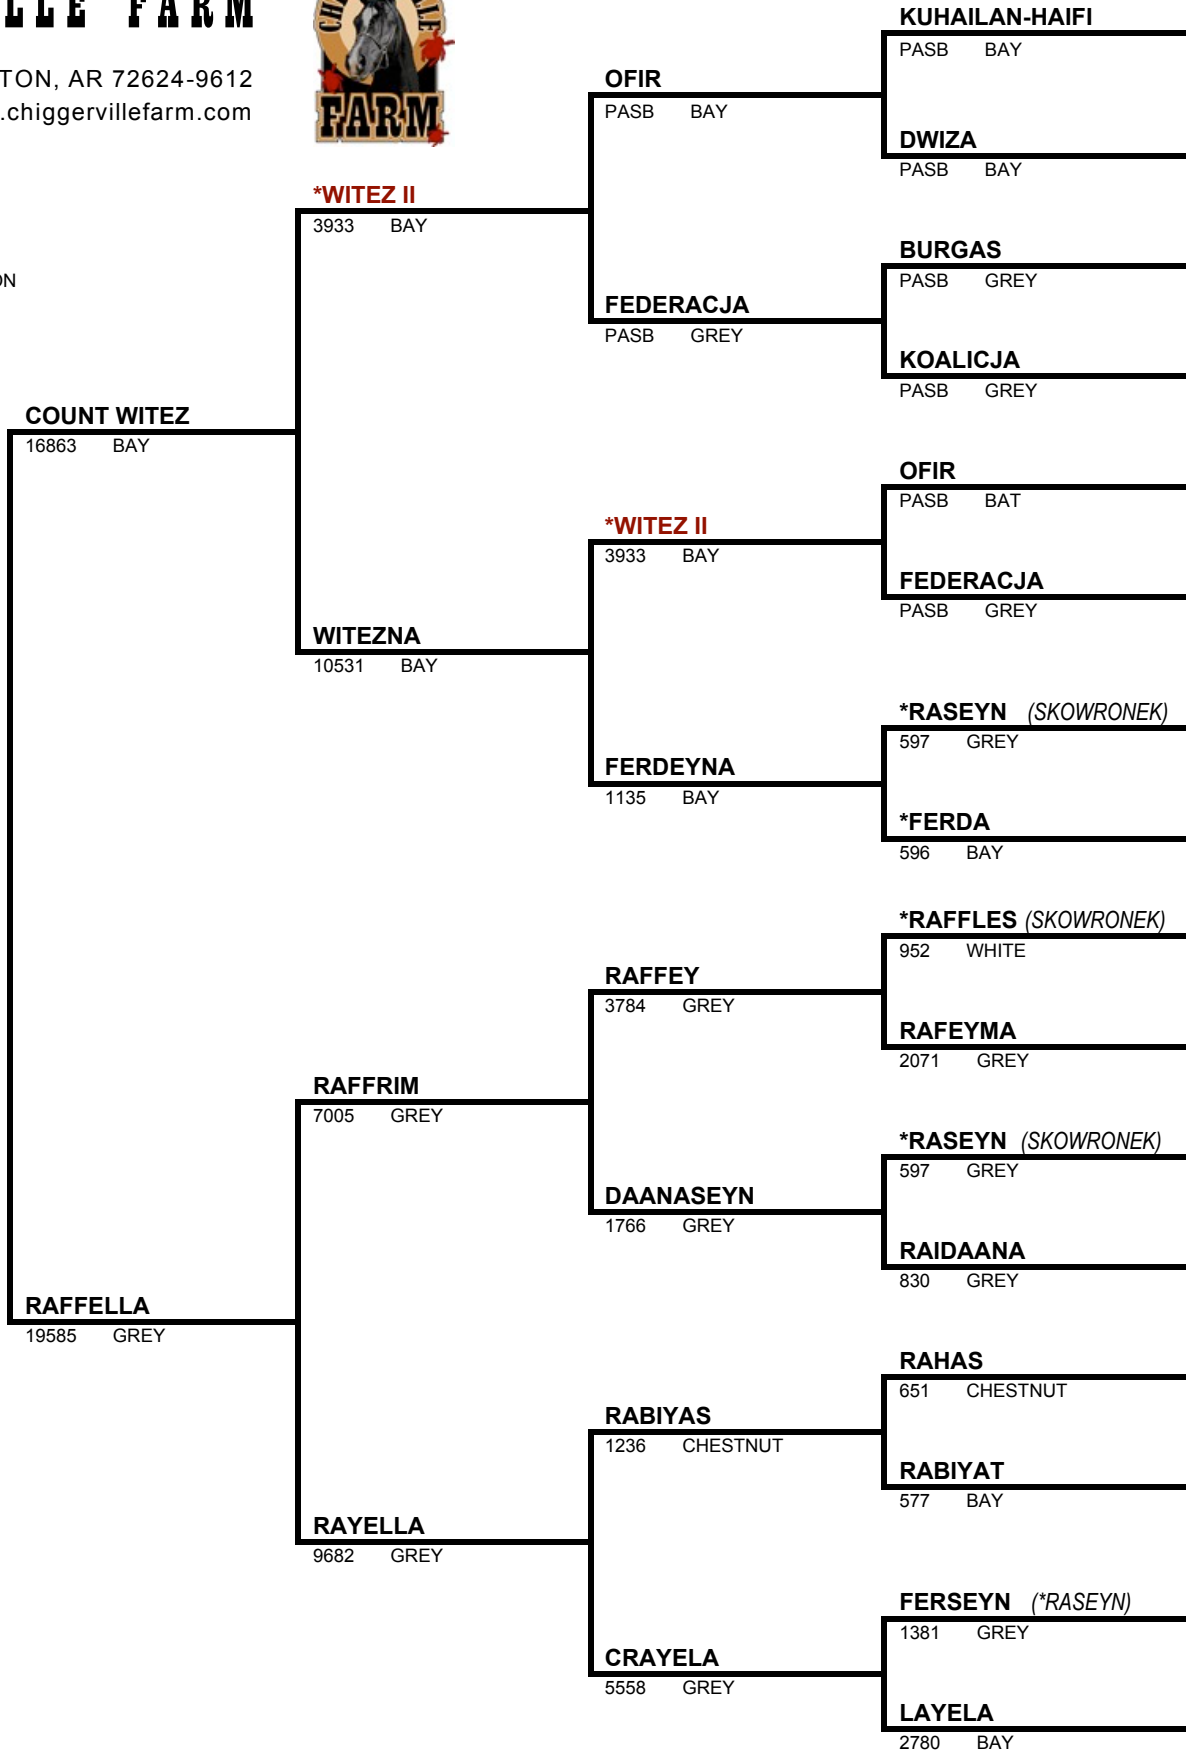 LLE FARM
TON, AR 72624-9612
.chiggervillefarm.com
FARM
ON
COUNT WITEZ
16863 BAY
RAFFELLA
19585 GREY
*WITEZ II
3933 BAY
WITEZNA
10531 BAY
RAFFRIM
7005 GREY
RAYELLA
9682 GREY
OFIR
PASB BAY
FEDERACJA
PASB GREY
*WITEZ II
3933 BAY
FERDEYNA
1135 BAY
RAFFEY
3784 GREY
DAANASEYN
1766 GREY
RABIYAS
1236 CHESTNUT
CRAYELA
5558 GREY
KUHAILAN-HAIFI
PASB BAY
DWIZA
PASB BAY
BURGAS
PASB GREY
KOALICJA
PASB GREY
OFIR
PASB BAT
FEDERACJA
PASB GREY
*RASEYN (SKOWRONEK)
597 GREY
*FERDA
596 BAY
*RAFFLES (SKOWRONEK)
952 WHITE
RAFEYMA
2071 GREY
*RASEYN (SKOWRONEK)
597 GREY
RAIDAANA
830 GREY
RAHAS
651 CHESTNUT
RABIYAT
577 BAY
FERSEYN (*RASEYN)
1381 GREY
LAYELA
2780 BAY